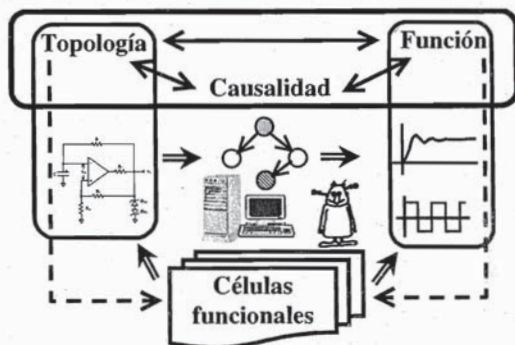 Topología
Función
Causalidad
Células
funcionales